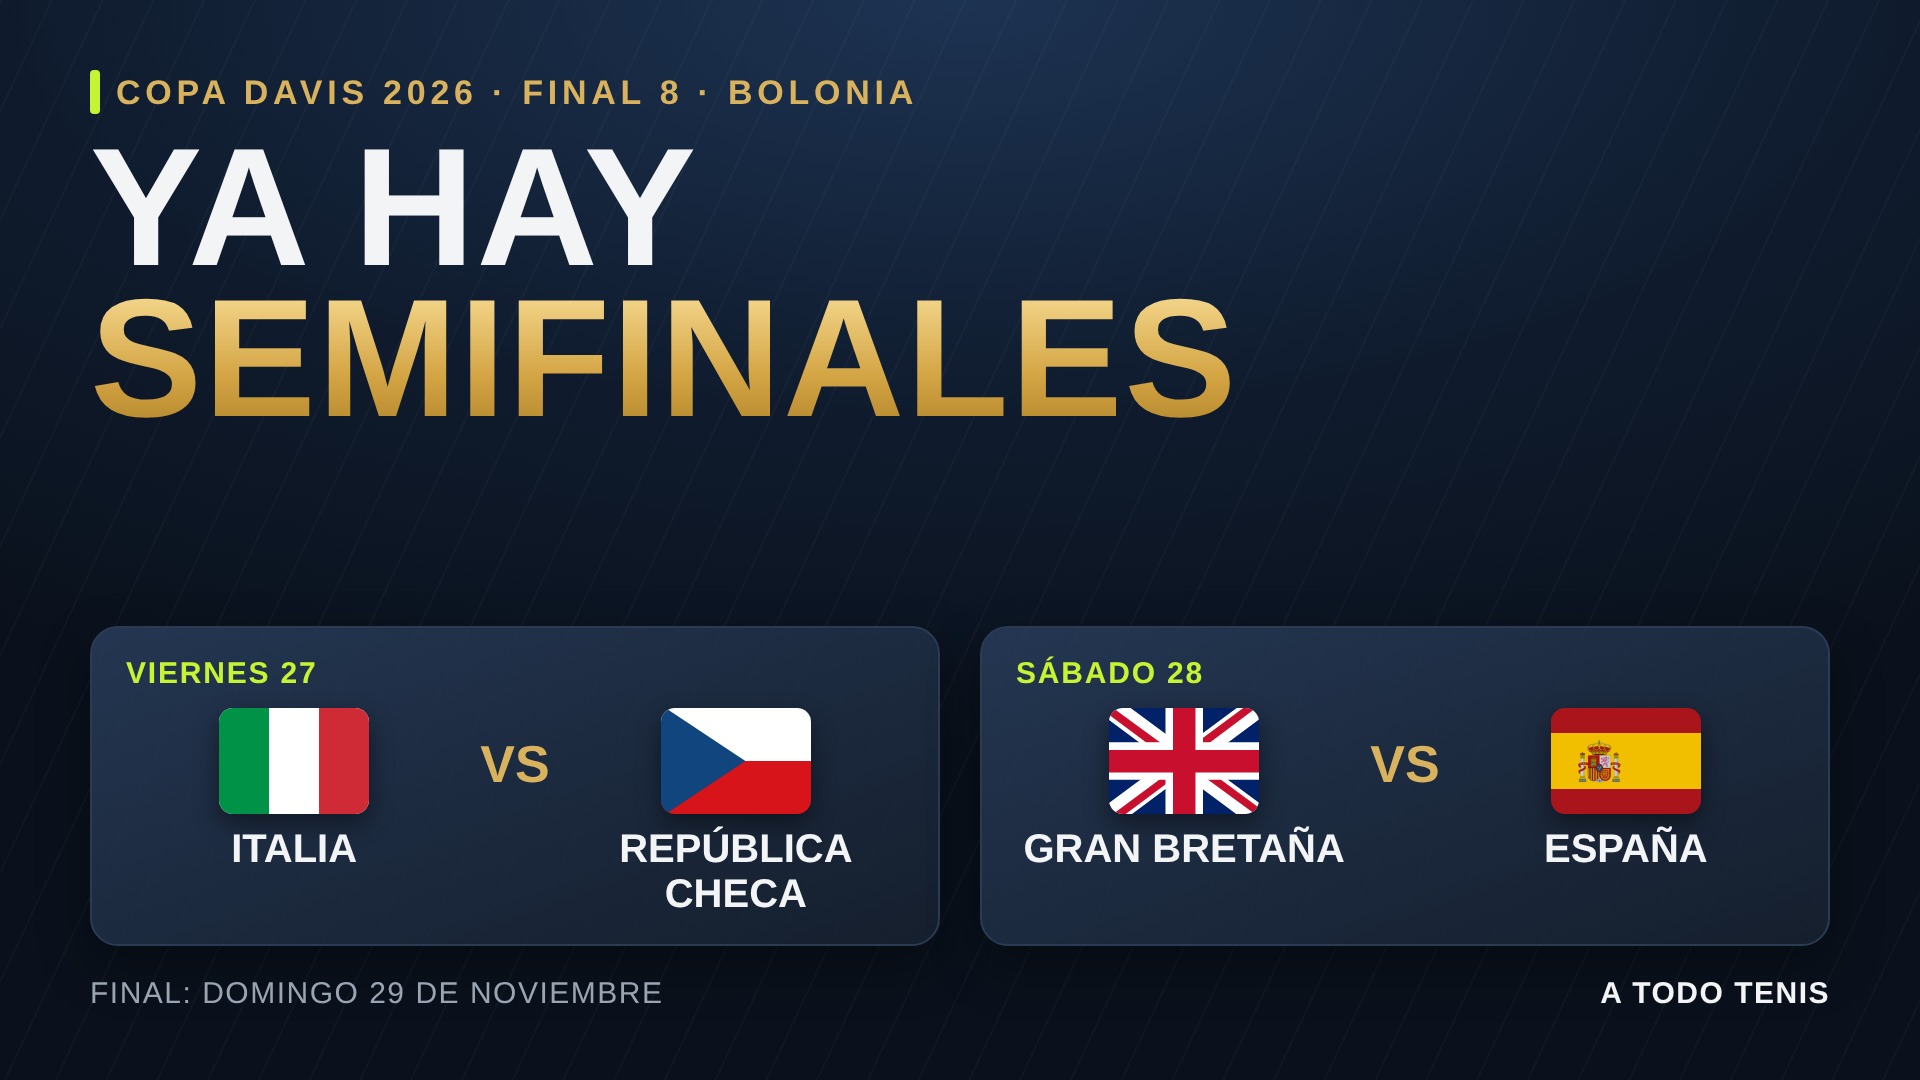 COPA DAVIS 2026 · FINAL 8 · BOLONIA
YA HAY
SEMIFINALES
VIERNES 27
ITALIA
VS
REPÚBLICA
CHECA
SÁBADO 28
GRAN BRETAÑA
VS
ESPAÑA
FINAL: DOMINGO 29 DE NOVIEMBRE
A TODO TENIS